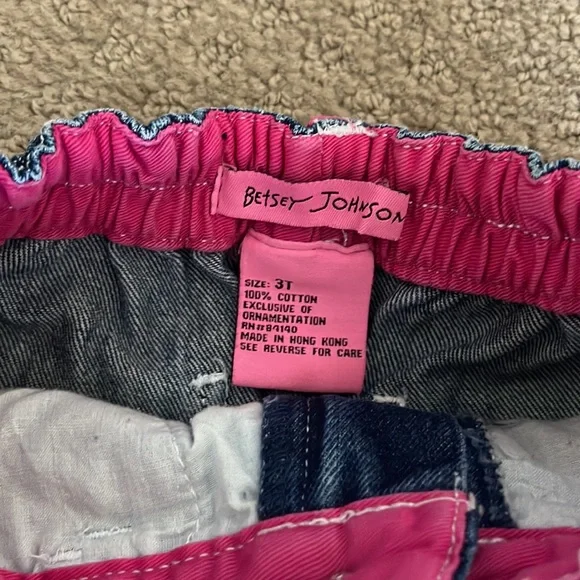 BETSEY JOHNSON
SIZE: 3T
100% COTTON
EXCLUSIVE OF
ORNAMENTATION
RN#84140
MADE IN HONG KONG
SEE REVERSE FOR CARE